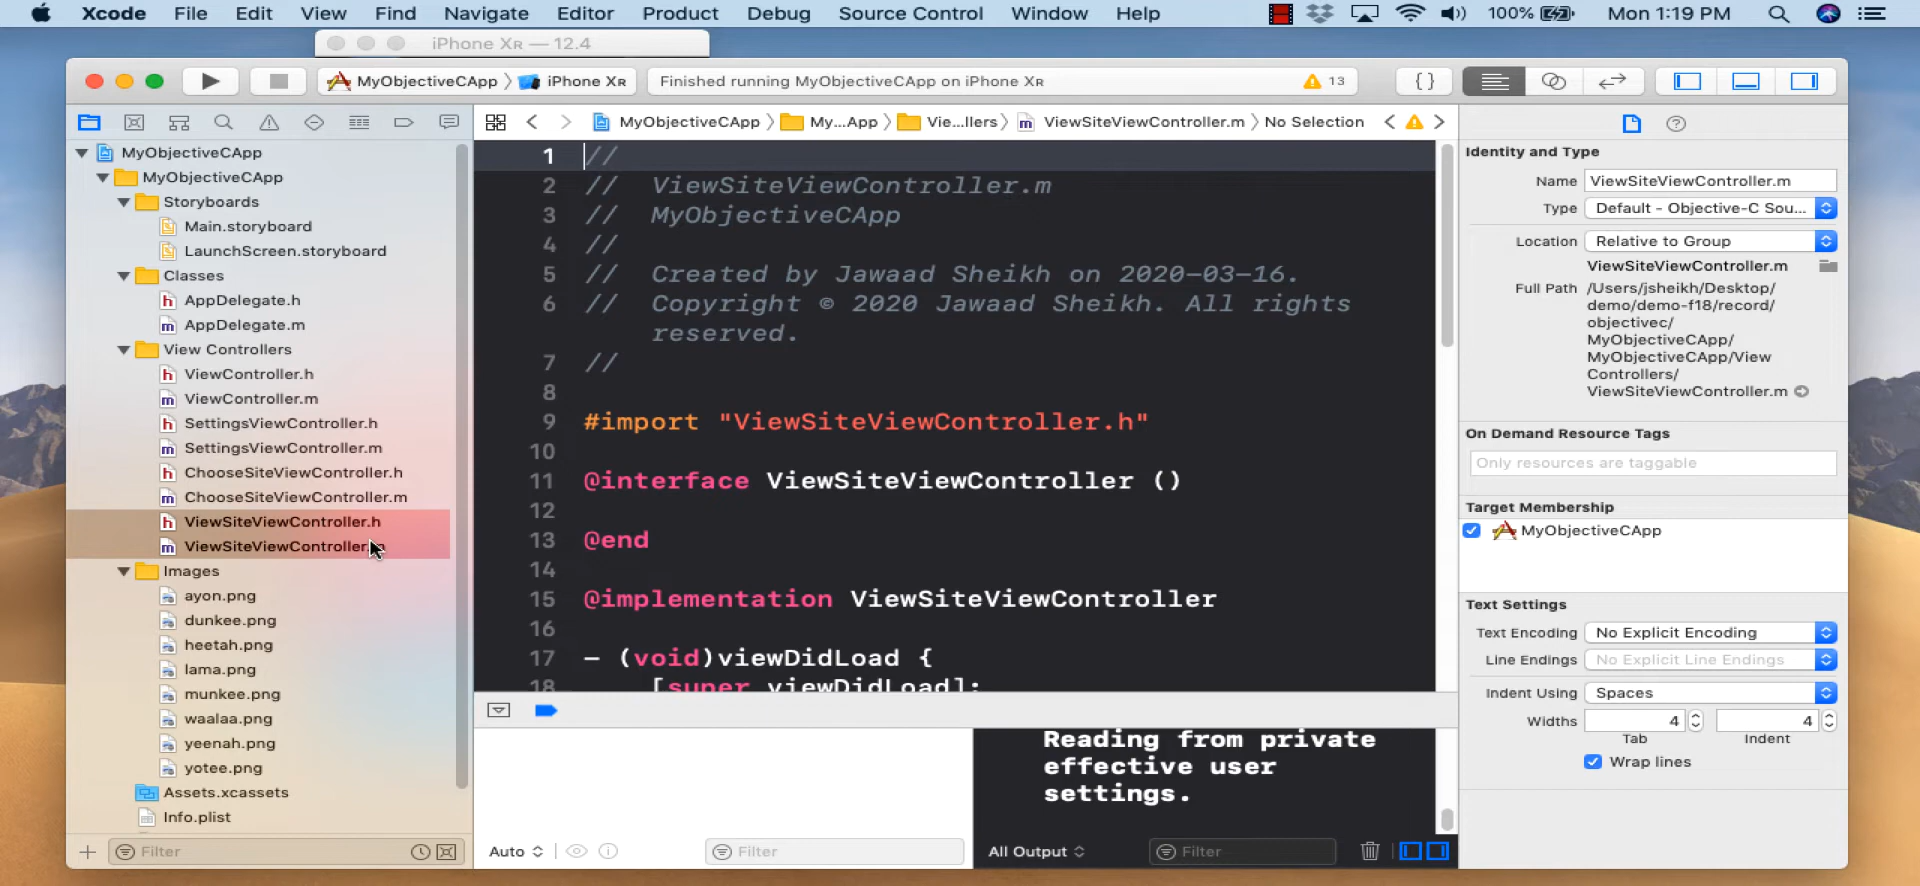 Xcode File Edit View Find Navigate Editor Product Debug Source Control Window Help 100% Mon 1:19 PM
iPhone XR — 12.4
MyObjectiveCApp iPhone XR Finished running MyObjectiveCApp on iPhone XR 13 { }
MyObjectiveCApp My...App Vie...llers ViewSiteViewController.m No Selection
MyObjectiveCApp
MyObjectiveCApp
Storyboards
Main.storyboard
LaunchScreen.storyboard
Classes
AppDelegate.h
AppDelegate.m
View Controllers
ViewController.h
ViewController.m
SettingsViewController.h
SettingsViewController.m
ChooseSiteViewController.h
ChooseSiteViewController.m
ViewSiteViewController.h
ViewSiteViewController.
Images
ayon.png
dunkee.png
heetah.png
lama.png
munkee.png
waalaa.png
yeenah.png
yotee.png
Assets.xcassets
Info.plist
Filter
1 //
2 // ViewSiteViewController.m
3 // MyObjectiveCApp
4 //
5 // Created by Jawaad Sheikh on 2020-03-16.
6 // Copyright © 2020 Jawaad Sheikh. All rights
reserved.
7 //
8
9 #import "ViewSiteViewController.h"
10
11 @interface ViewSiteViewController ()
12
13 @end
14
15 @implementation ViewSiteViewController
16
17 - (void)viewDidLoad {
18 [super viewDidLoad];
Auto Filter
Reading from private
effective user
settings.
All Output Filter
Identity and Type
Name ViewSiteViewController.m
Type Default - Objective-C Sou...
Location Relative to Group
ViewSiteViewController.m
Full Path /Users/jsheikh/Desktop/
demo/demo-f18/record/
objectivec/
MyObjectiveCApp/
MyObjectiveCApp/View
Controllers/
ViewSiteViewController.m
On Demand Resource Tags
Only resources are taggable
Target Membership
MyObjectiveCApp
Text Settings
Text Encoding No Explicit Encoding
Line Endings No Explicit Line Endings
Indent Using Spaces
Widths 4 4
Tab Indent
Wrap lines